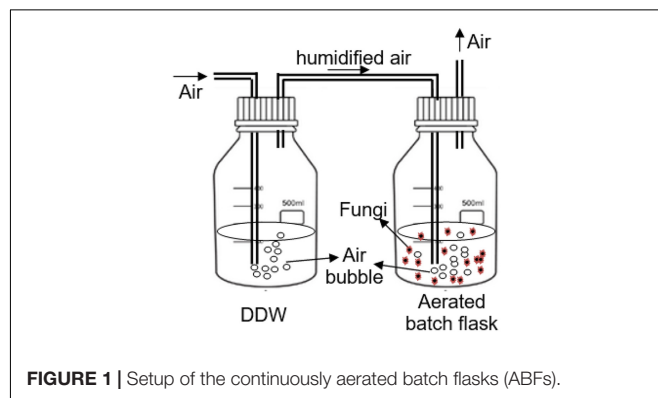 Air
humidified air
Air
500ml
500ml
Fungi
Air
bubble
DDW
Aerated
batch flask
FIGURE 1 | Setup of the continuously aerated batch flasks (ABFs).